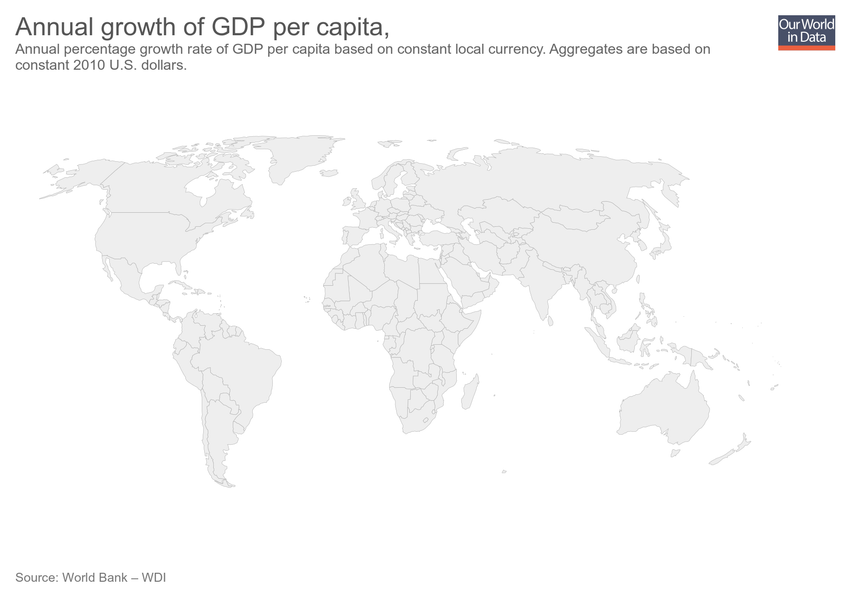 Annual growth of GDP per capita,
Annual percentage growth rate of GDP per capita based on constant local currency. Aggregates are based on
constant 2010 U.S. dollars.
Our World
in Data
Source: World Bank – WDI